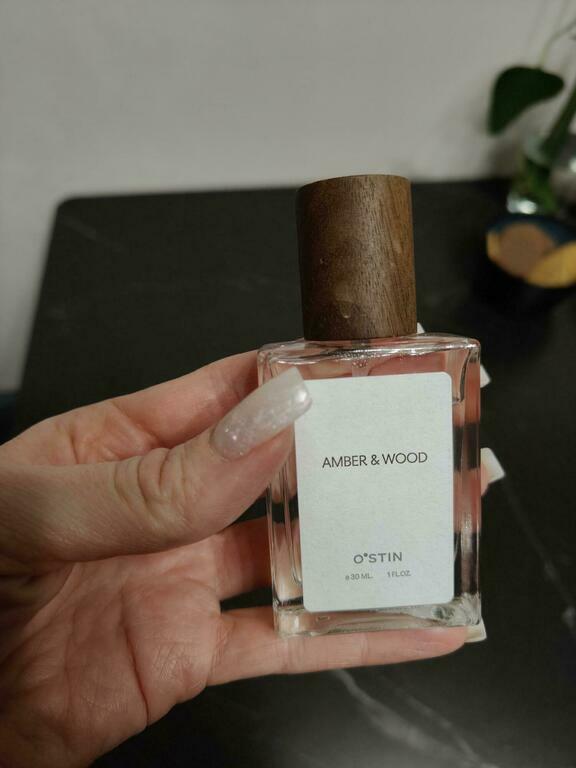 AMBER & WOOD
O'STIN
e 30 ML. 1 FL.OZ.